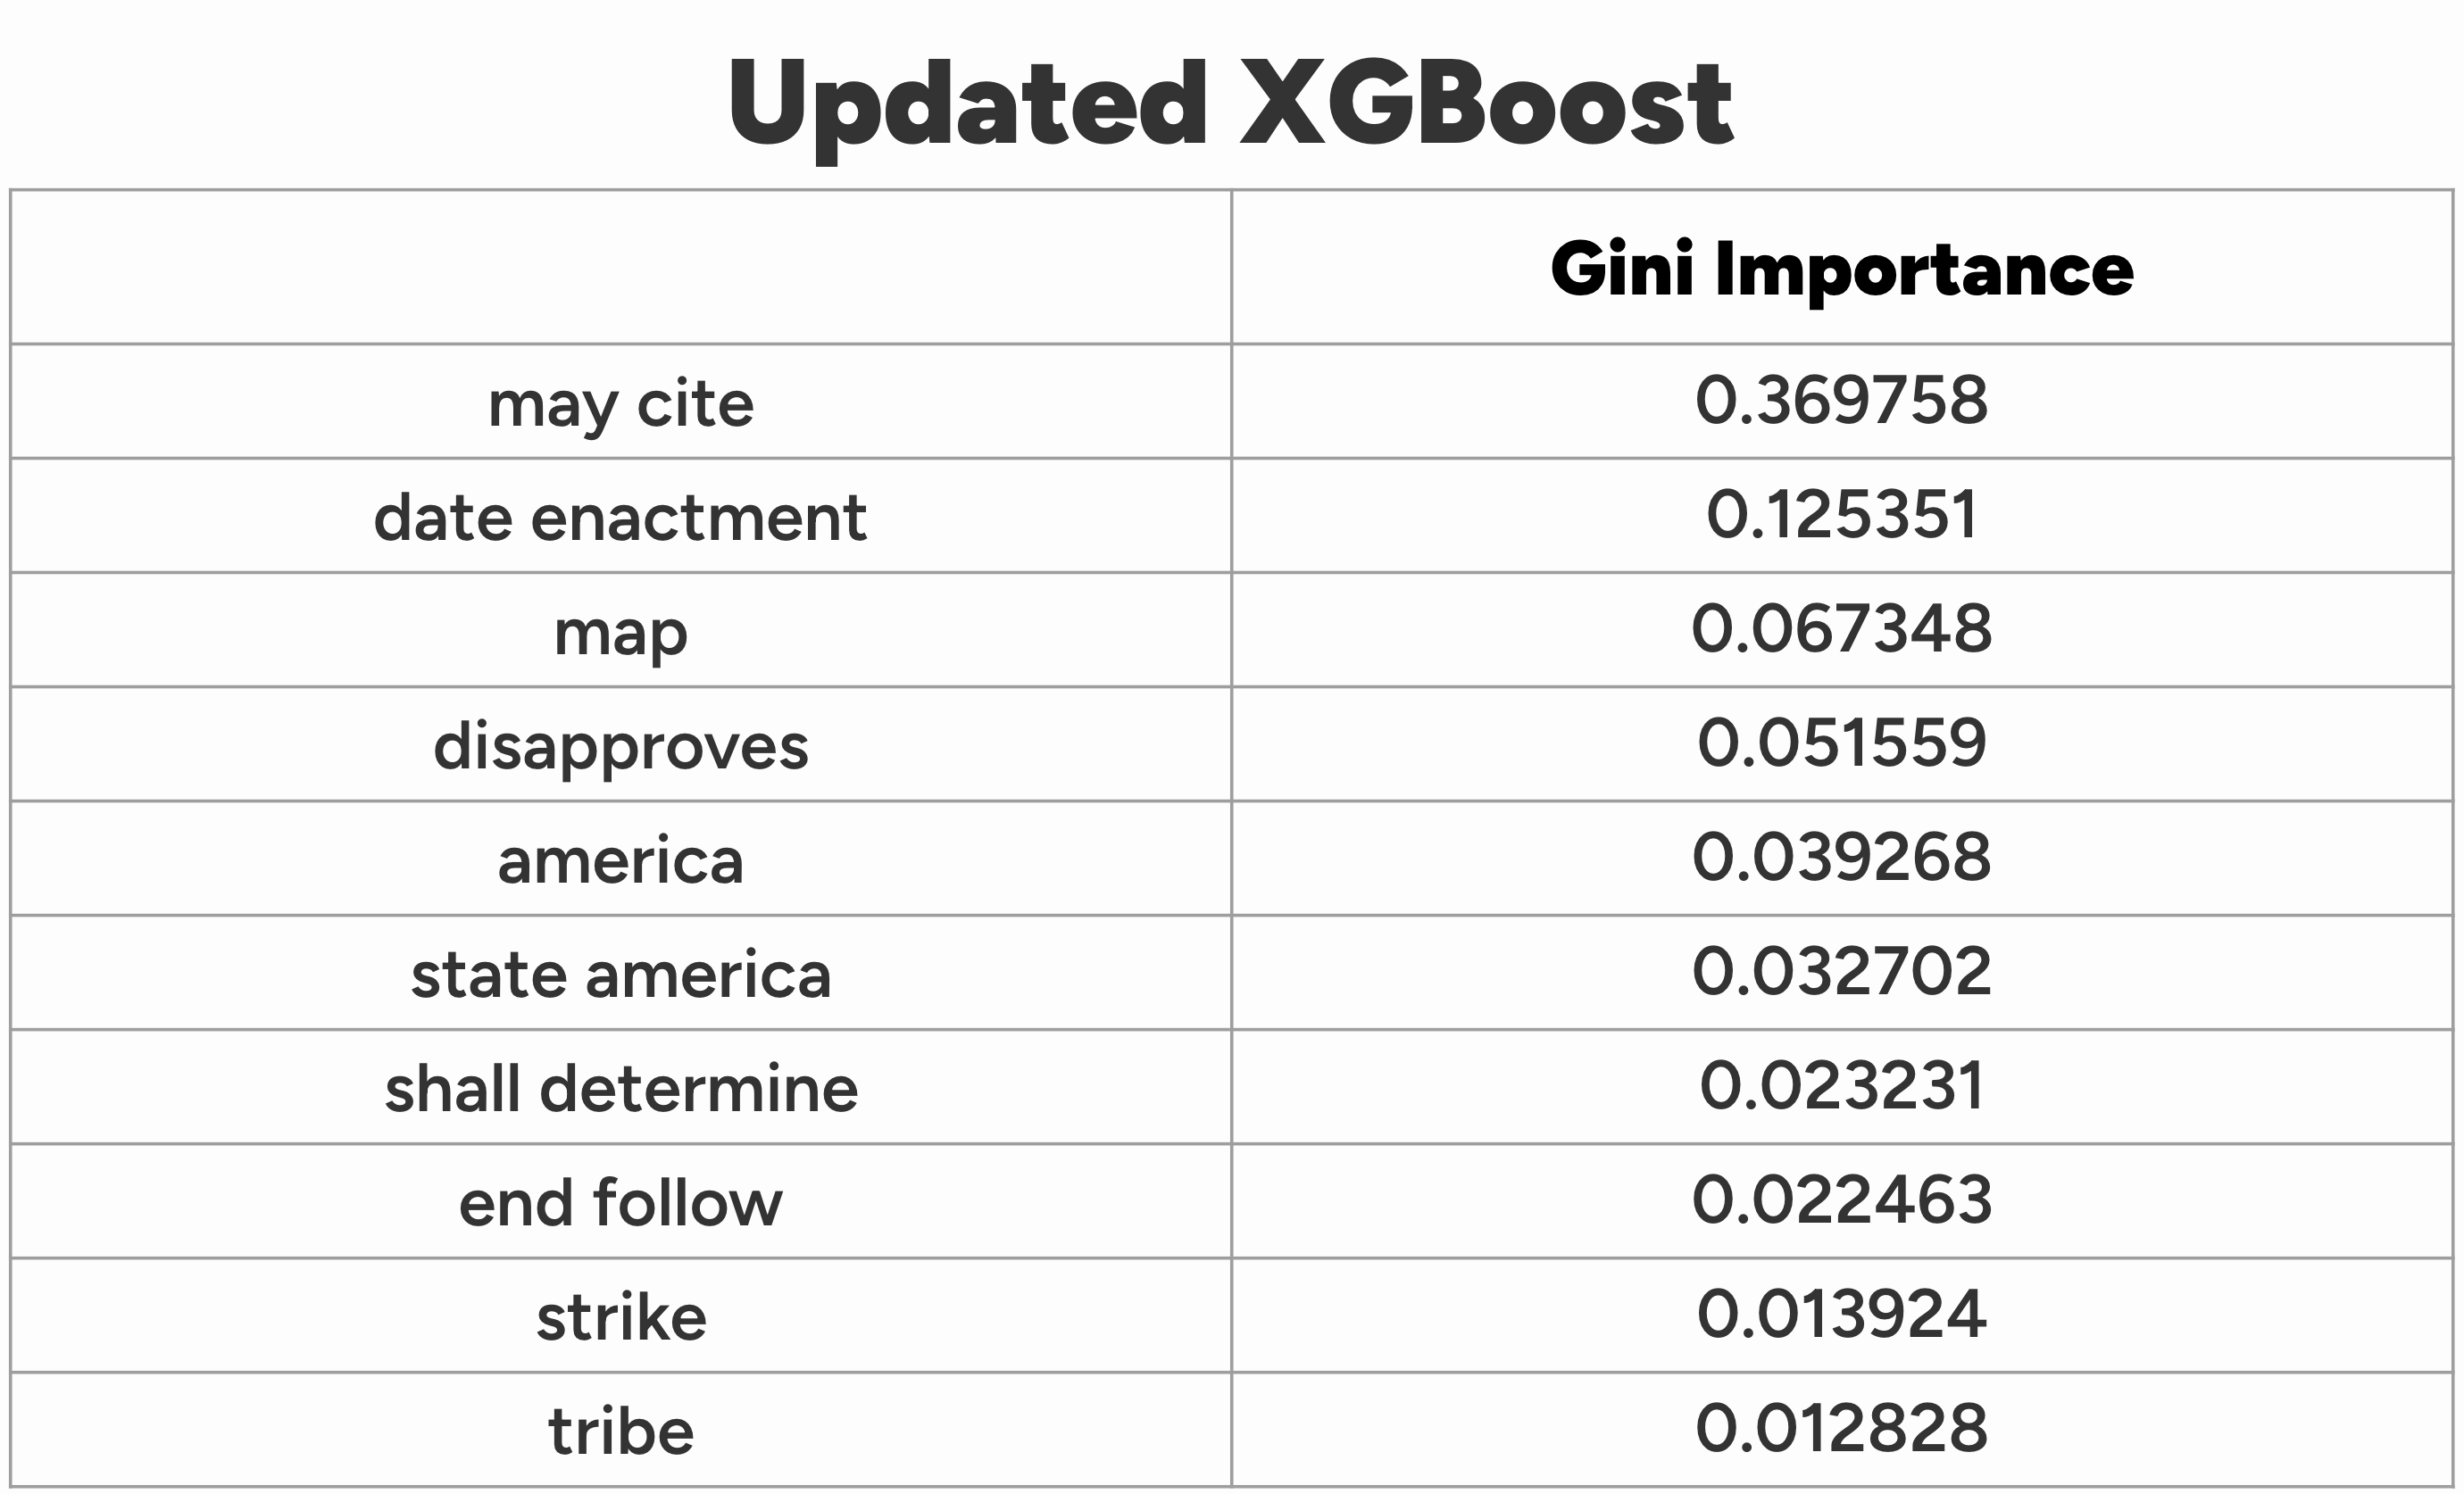 Updated XGBoost
Gini Importance
may cite 0.369758
date enactment 0.125351
map 0.067348
disapproves 0.051559
america 0.039268
state america 0.032702
shall determine 0.023231
end follow 0.022463
strike 0.013924
tribe 0.012828